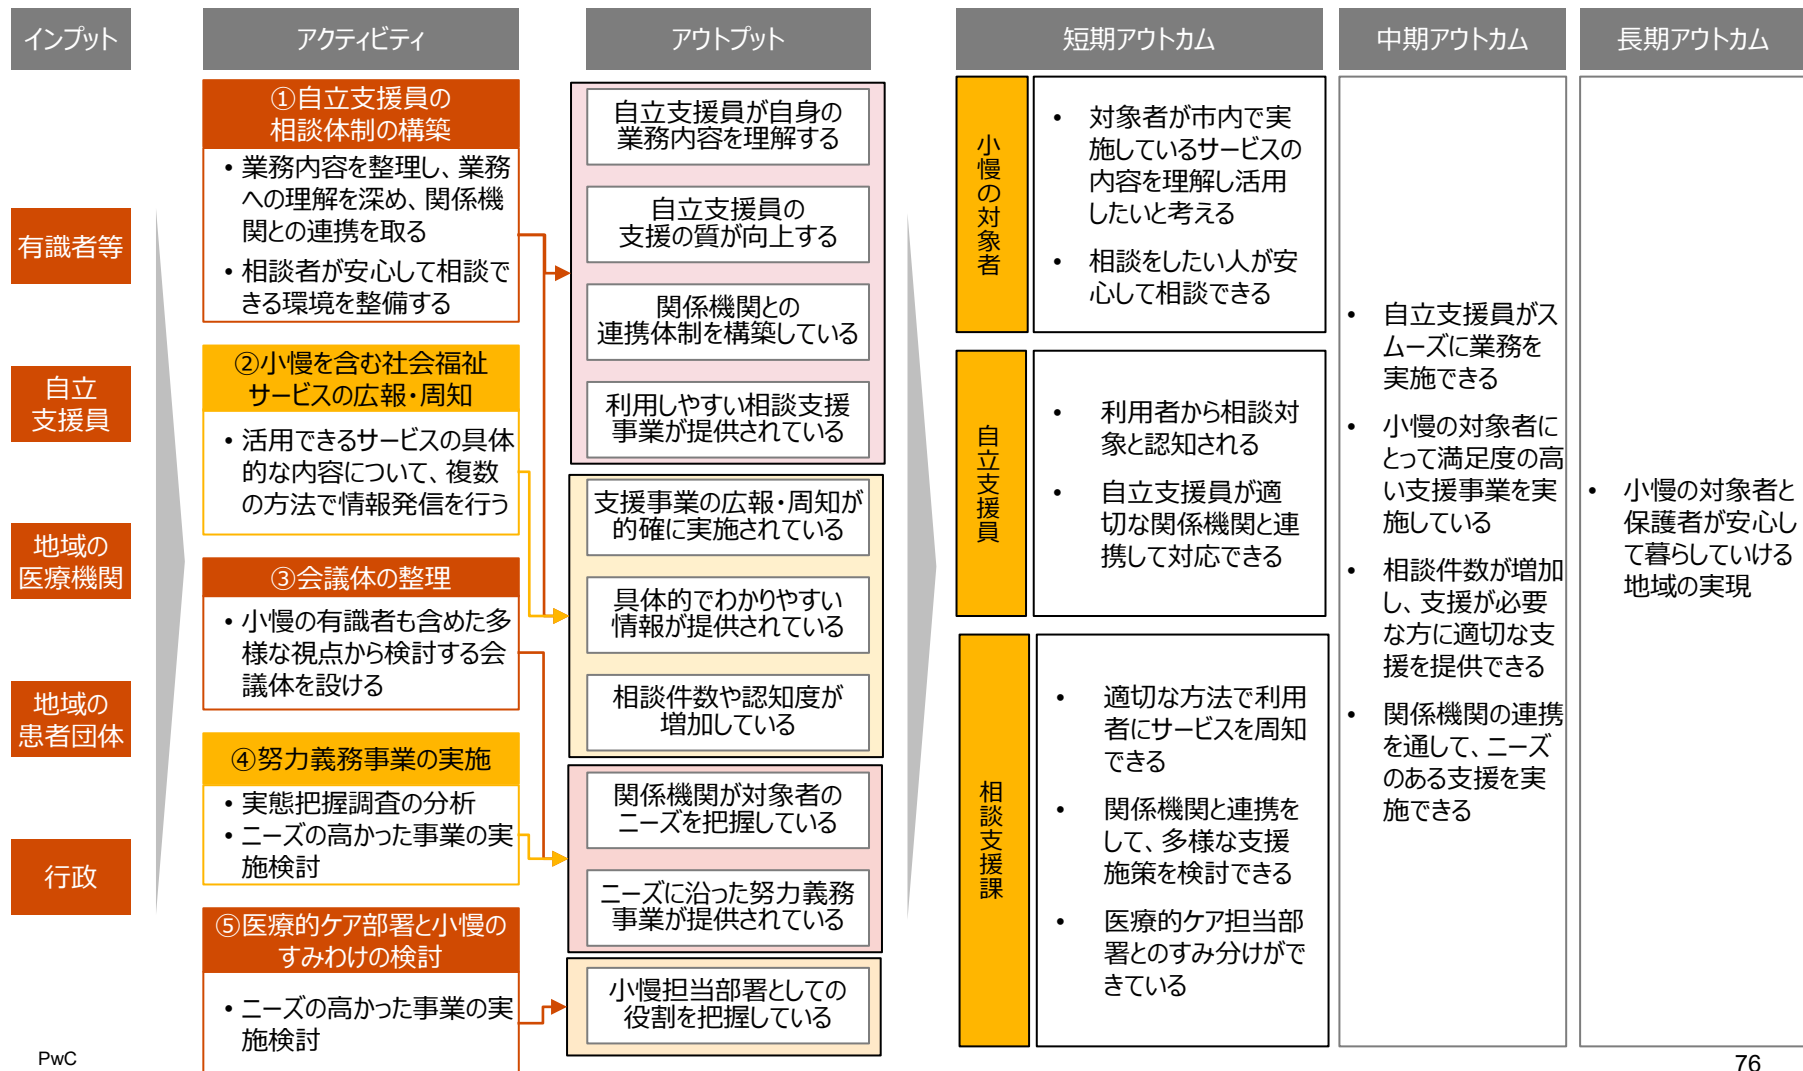 インプット
アクティビティ
アウトプット
短期アウトカム
中期アウトカム
長期アウトカム
有識者等
自立
支援員
地域の
医療機関
地域の
患者団体
行政
①自立支援員の
相談体制の構築
• 業務内容を整理し、業務
への理解を深め、関係機
関との連携を取る
• 相談者が安心して相談で
きる環境を整備する
②小慢を含む社会福祉
サービスの広報・周知
• 活用できるサービスの具体
的な内容について、複数
の方法で情報発信を行う
③会議体の整理
• 小慢の有識者も含めた多
様な視点から検討する会
議体を設ける
④努力義務事業の実施
• 実態把握調査の分析
• ニーズの高かった事業の実
施検討
⑤医療的ケア部署と小慢の
すみわけの検討
• ニーズの高かった事業の実
施検討
自立支援員が自身の
業務内容を理解する
自立支援員の
支援の質が向上する
関係機関との
連携体制を構築している
利用しやすい相談支援
事業が提供されている
支援事業の広報・周知が
的確に実施されている
具体的でわかりやすい
情報が提供されている
相談件数や認知度が
増加している
関係機関が対象者の
ニーズを把握している
ニーズに沿った努力義務
事業が提供されている
小慢担当部署としての
役割を把握している
小慢の対象者
• 対象者が市内で実
施しているサービスの
内容を理解し活用
したいと考える
• 相談をしたい人が安
心して相談できる
自立支援員
• 利用者から相談対
象と認知される
• 自立支援員が適
切な関係機関と連
携して対応できる
相談支援課
• 適切な方法で利用
者にサービスを周知
できる
• 関係機関と連携を
して、多様な支援
施策を検討できる
• 医療的ケア担当部
署とのすみ分けがで
きている
• 自立支援員がス
ムーズに業務を
実施できる
• 小慢の対象者に
とって満足度の高
い支援事業を実
施している
• 相談件数が増加
し、支援が必要
な方に適切な支
援を提供できる
• 関係機関の連携
を通して、ニーズ
のある支援を実
施できる
• 小慢の対象者と
保護者が安心し
て暮らしていける
地域の実現
PwC
76